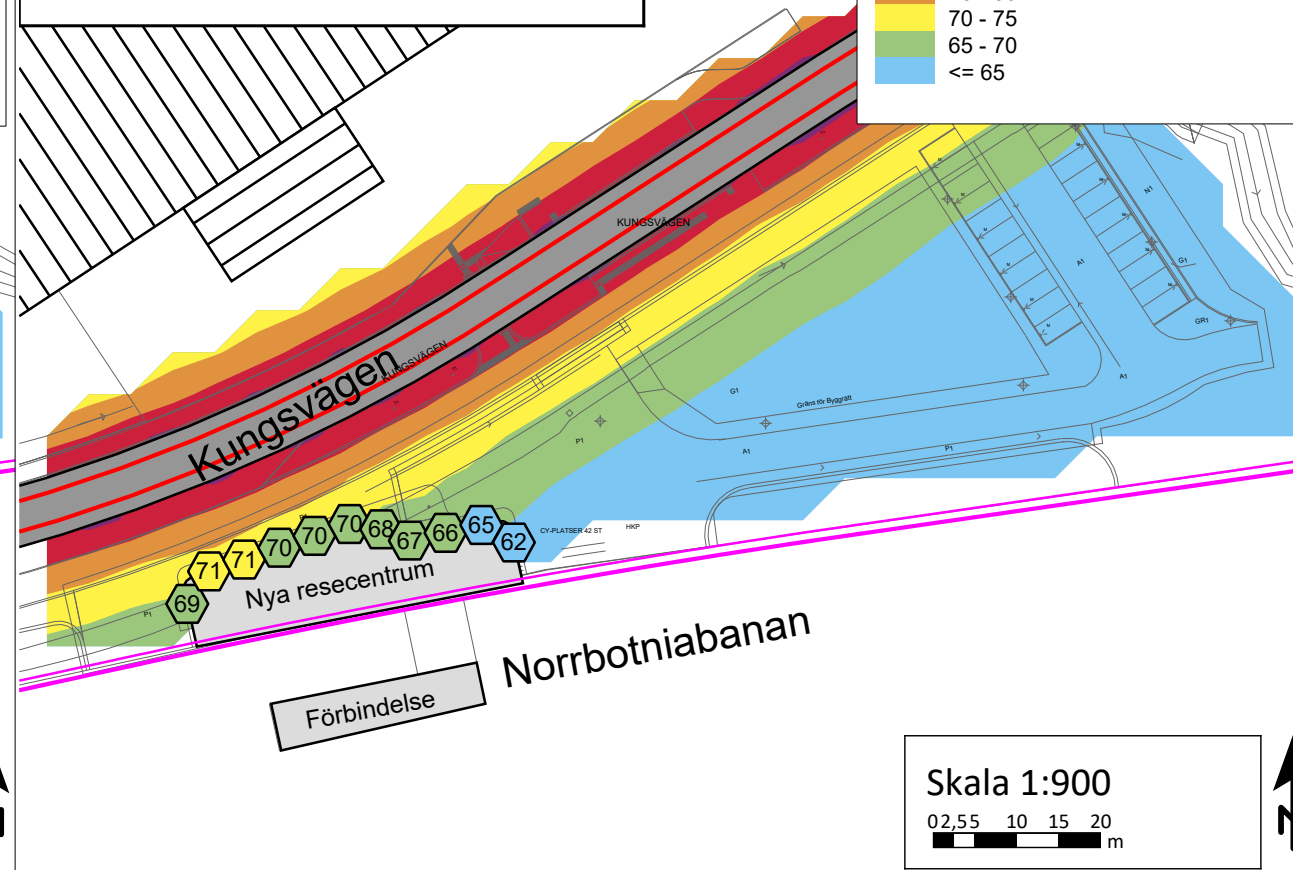 70 - 75
65 - 70
<= 65
N1
KUNGSVÄGEN
A1
G1
GR1
KUNGSVÄGEN
Kungsvägen
A1
G1
Gräns för Byggrätt
P1
A1
P1
70
70
70
68
67
66
65
62
CY-PLATSER 42 ST
HKP
71
71
69
P1
Nya resecentrum
Norrbotniabanan
Förbindelse
Skala 1:900
0 2,5 5 10 15 20
m